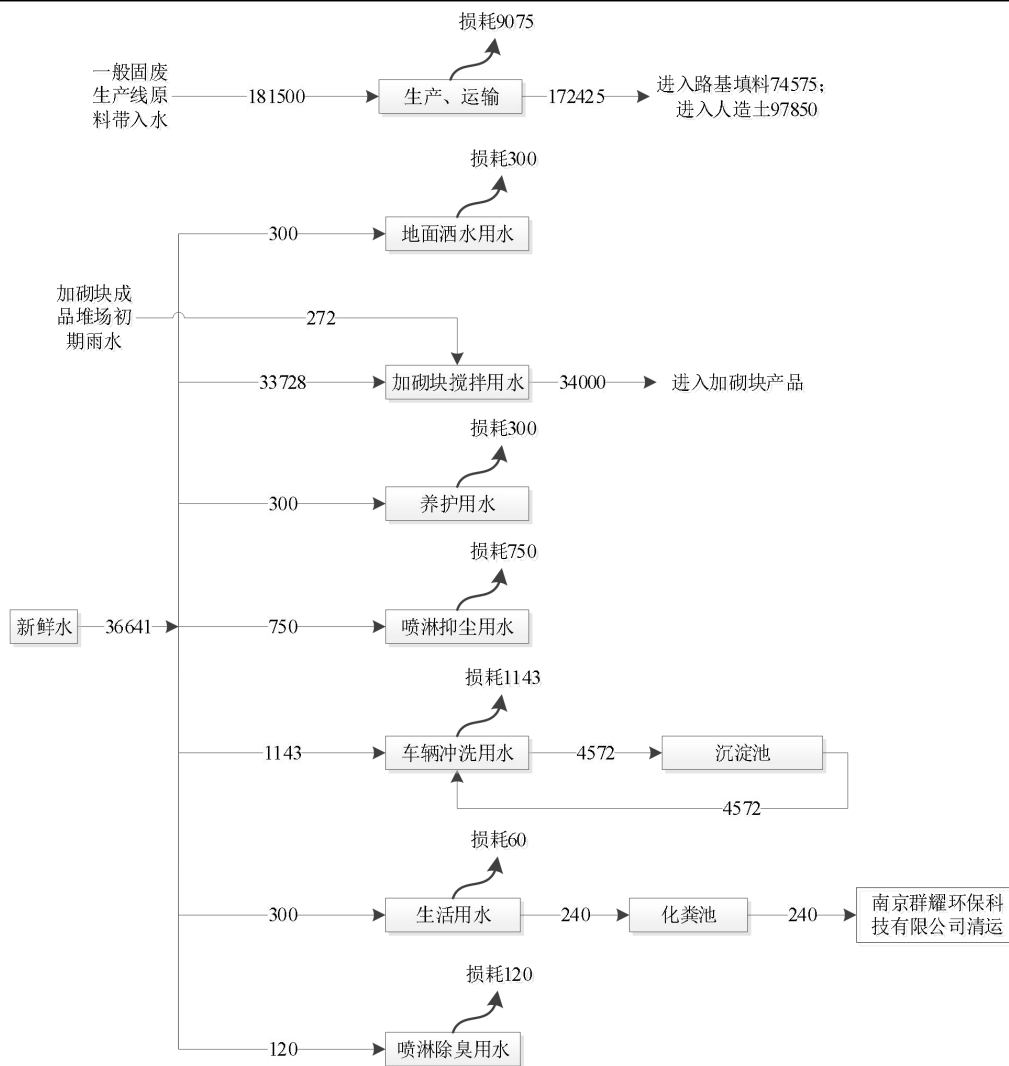 损耗9075
一般固废
生产线原
料带入水
181500
生产、运输
172425
进入路基填料74575；
进入人造土97850
损耗300
300
地面洒水用水
加砌块成
品堆场初
期雨水
272
33728
加砌块搅拌用水
34000
进入加砌块产品
损耗300
300
养护用水
损耗750
新鲜水
36641
750
喷淋抑尘用水
损耗1143
1143
车辆冲洗用水
4572
沉淀池
4572
损耗60
300
生活用水
240
化粪池
240
南京群耀环保科
技有限公司清运
损耗120
120
喷淋除臭用水